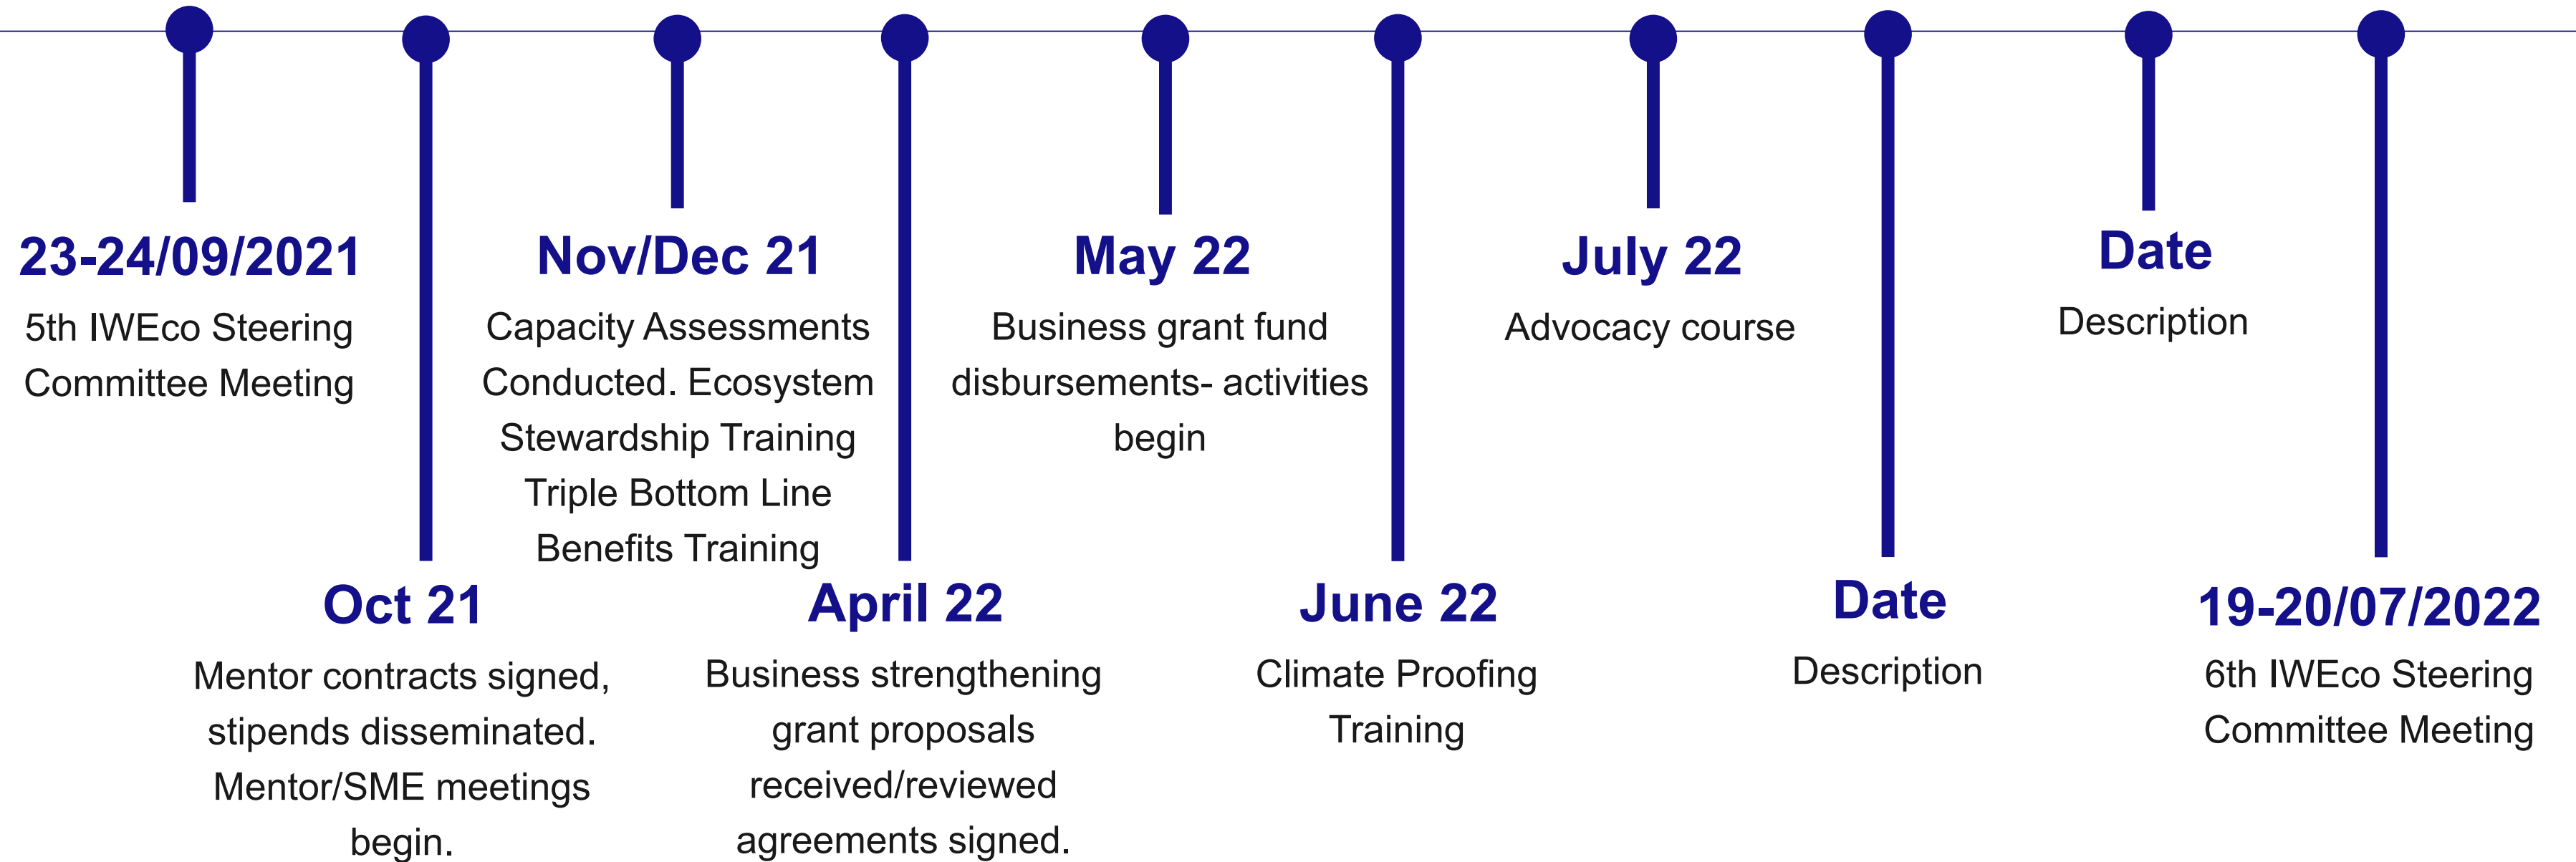 23-24/09/2021
5th IWEco Steering
Committee Meeting
Oct 21
Mentor contracts signed,
stipends disseminated.
Mentor/SME meetings
begin.
Nov/Dec 21
Capacity Assessments
Conducted. Ecosystem
Stewardship Training
Triple Bottom Line
Benefits Training
April 22
Business strengthening
grant proposals
received/reviewed
agreements signed.
May 22
Business grant fund
disbursements- activities
begin
June 22
Climate Proofing
Training
July 22
Advocacy course
Date
Description
Date
Description
19-20/07/2022
6th IWEco Steering
Committee Meeting